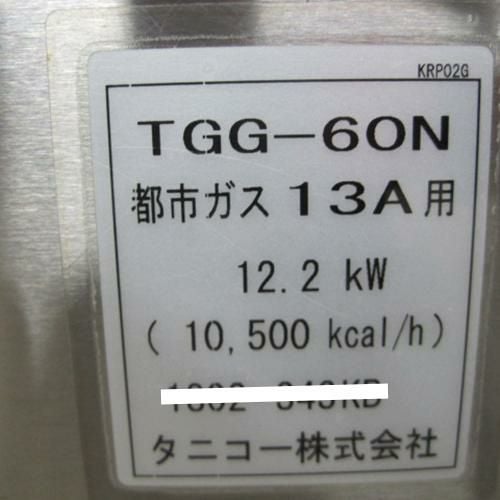 KRP02G
TGG-60N
都市ガス 13A用
12.2 kW
( 10,500 kcal/h)
タニコー株式会社